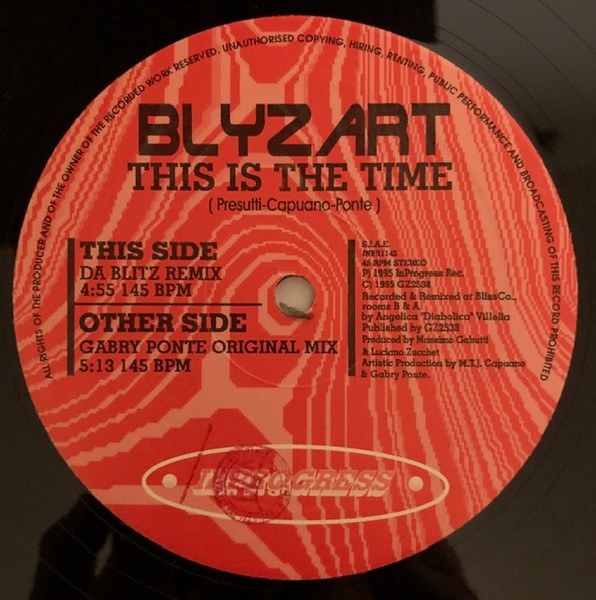 ALL RIGHTS OF THE PRODUCER AND OF THE OWNER OF THE RECORDED WORK RESERVED. UNAUTHORISED COPYING, HIRING, RENTING, PUBLIC PERFORMANCE AND BROADCASTING OF THIS RECORD PROHIBITED
BLYZART
THIS IS THE TIME
( Presutti-Capuano-Ponte )
THIS SIDE
DA BLITZ REMIX
4:55 145 BPM
OTHER SIDE
GABRY PONTE ORIGINAL MIX
5:13 145 BPM
S.I.A.E.
INPR1145
45 RPM STEREO
P) 1995 InProgress Rec.
C) 1995 GZ2538
Recorded & Remixed at BlissCo.,
rooms B & A
by Angelica "Diabolica" Villella
Published by GZ2538
Produced by Massimo Gabutti
& Luciano Zucchet
Artistic Production by M.T.J. Capuano
& Gabry Ponte.
INPROGRESS